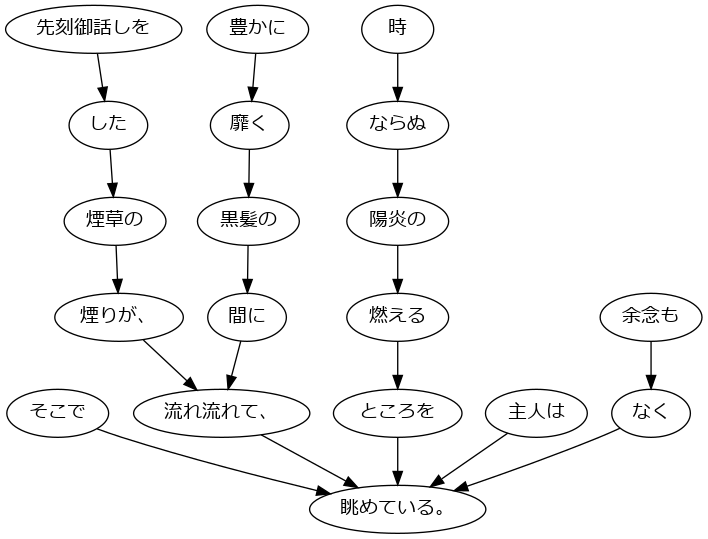 先刻御話しを 豊かに 時
した 靡く ならぬ
煙草の 黒髪の 陽炎の
煙りが、 間に 燃える 余念も
そこで 流れ流れて、 ところを 主人は なく
眺めている。